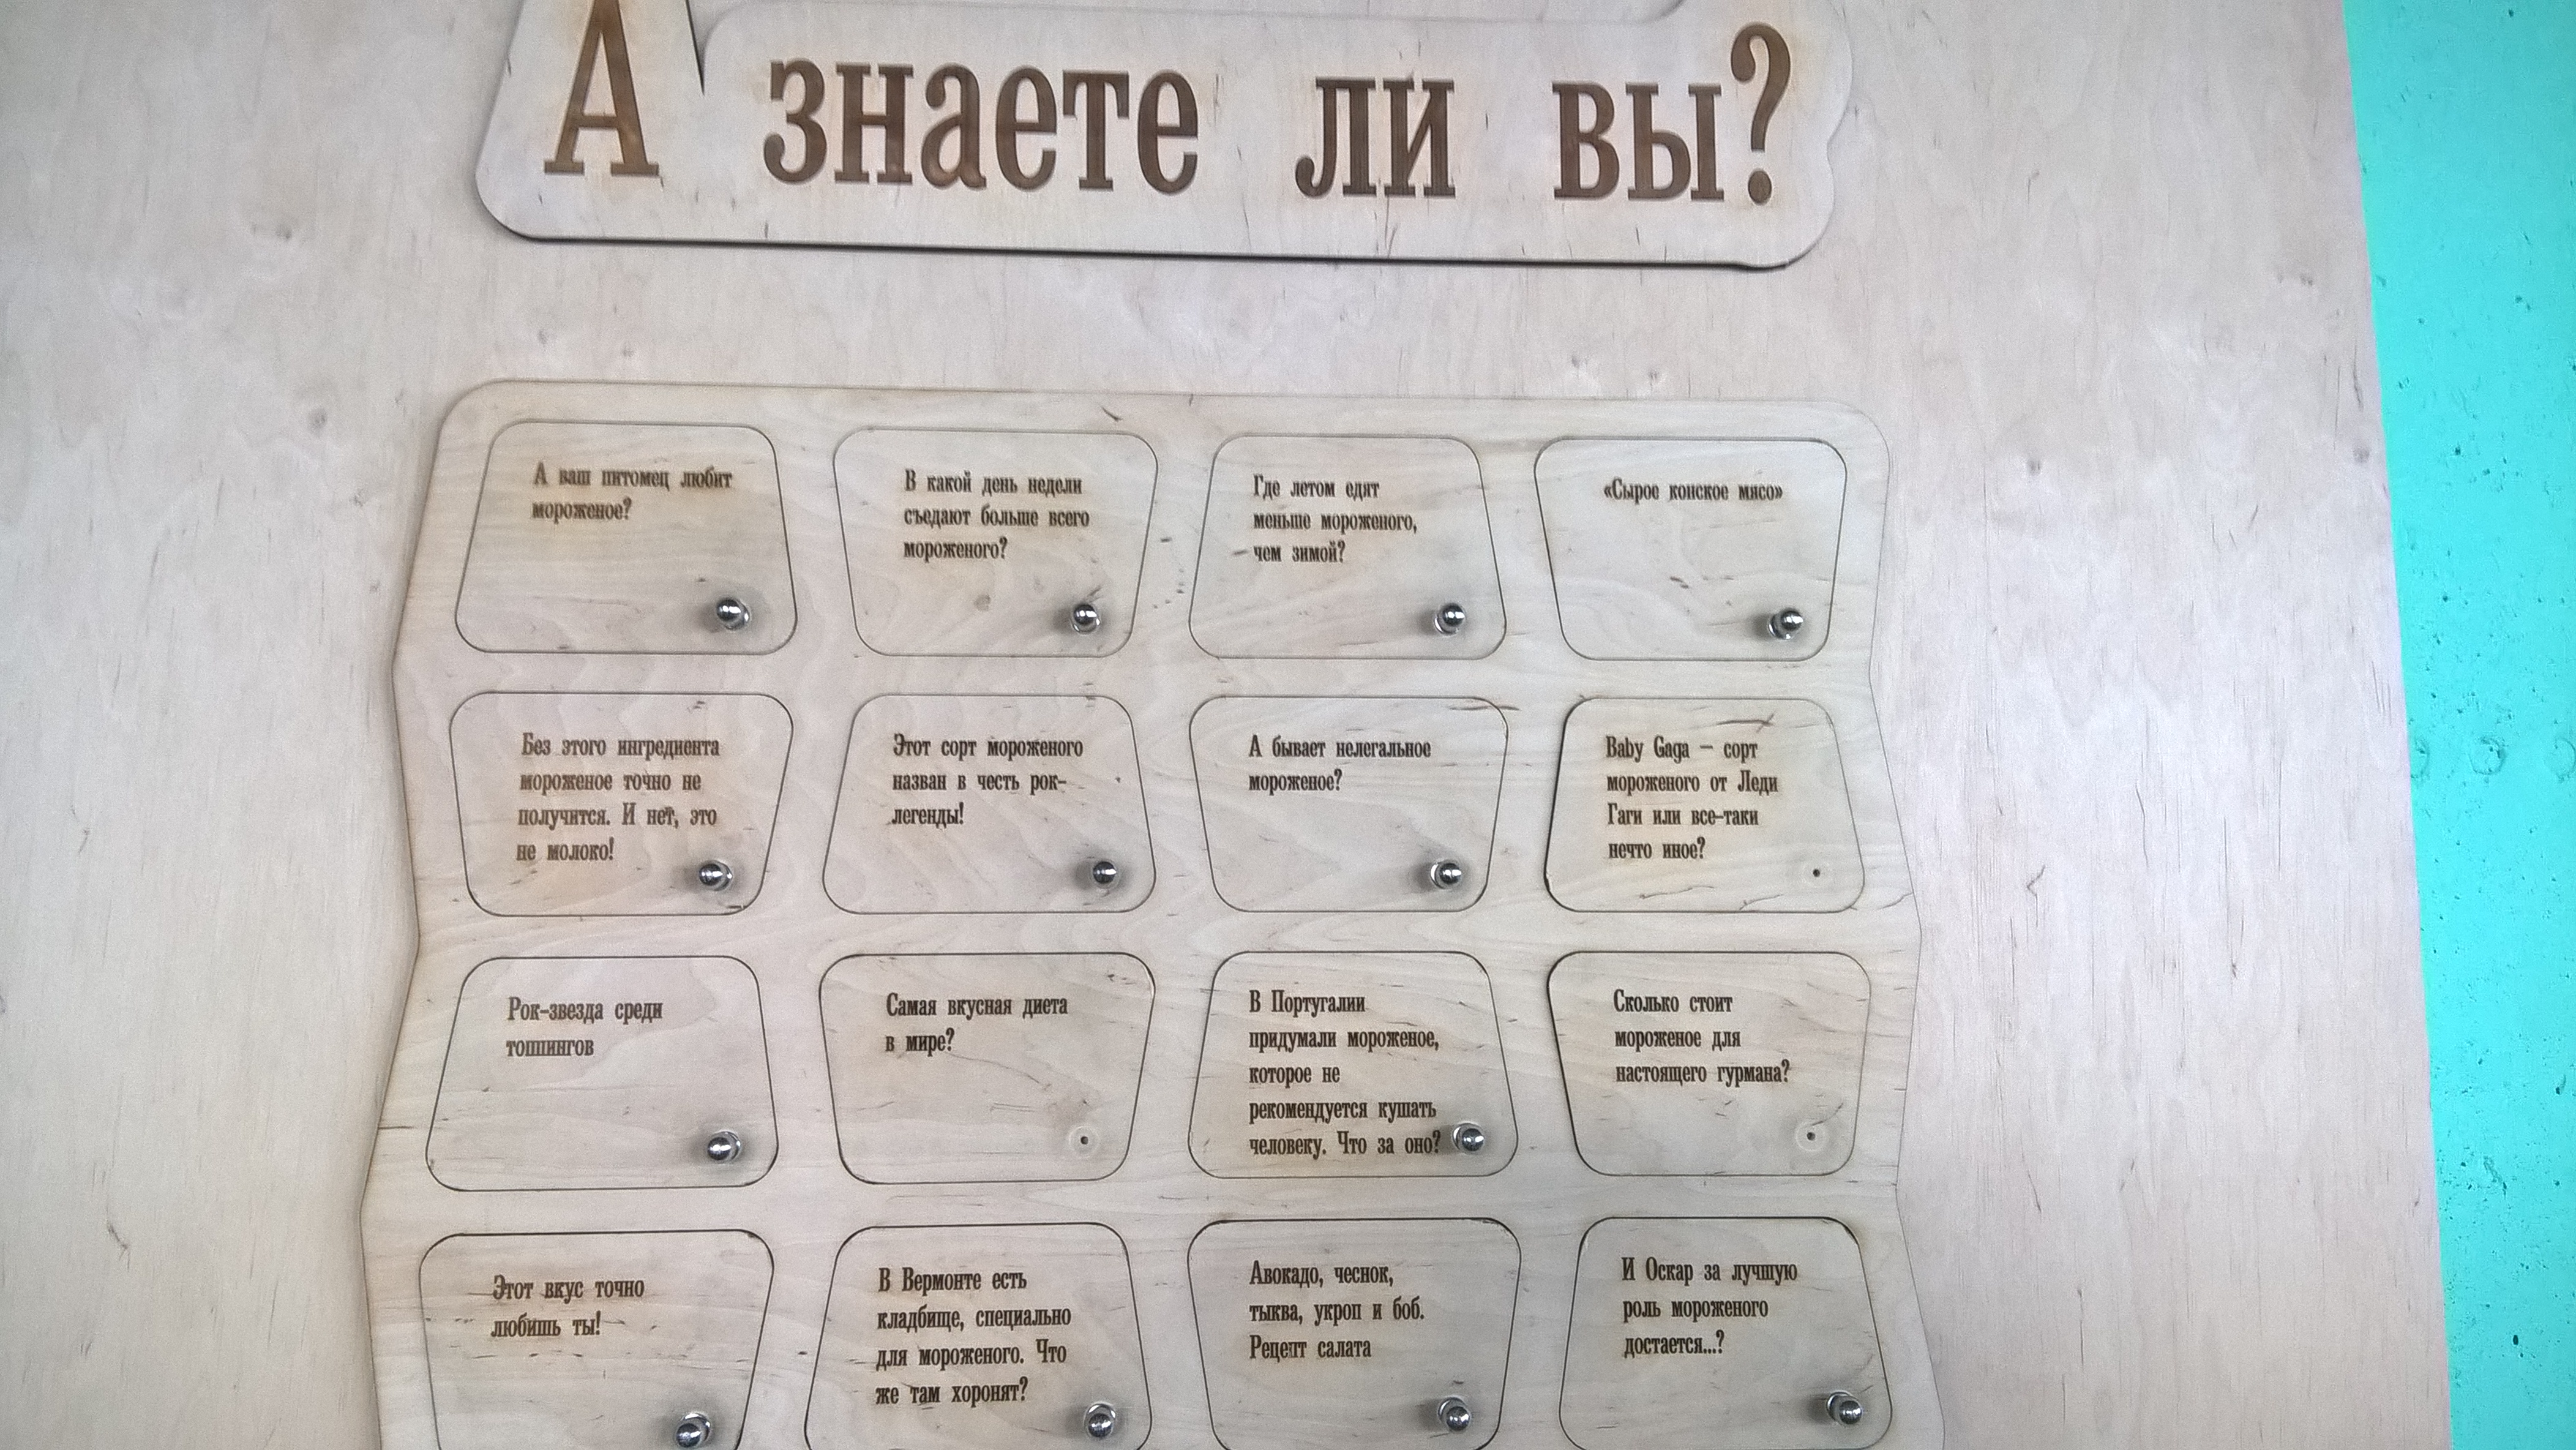 А знаете ли вы?
А ваш питомец любит
мороженое?
В какой день недели
съедают больше всего
мороженого?
Где летом едят
меньше мороженого,
чем зимой?
«Сырое конское мясо»
Без этого ингредиента
мороженое точно не
получится. И нет, это
не молоко!
Этот сорт мороженого
назван в честь рок-
легенды!
А бывает нелегальное
мороженое?
Baby Gaga – сорт
мороженого от Леди
Гаги или все-таки
нечто иное?
Рок-звезда среди
топпингов
Самая вкусная диета
в мире?
В Португалии
придумали мороженое,
которое не
рекомендуется кушать
человеку. Что за оно?
Сколько стоит
мороженое для
настоящего гурмана?
Этот вкус точно
любишь ты!
В Вермонте есть
кладбище, специально
для мороженого. Что
же там хоронят?
Авокадо, чеснок,
тыква, укроп и боб.
Рецепт салата
И Оскар за лучшую
роль мороженого
достается...?